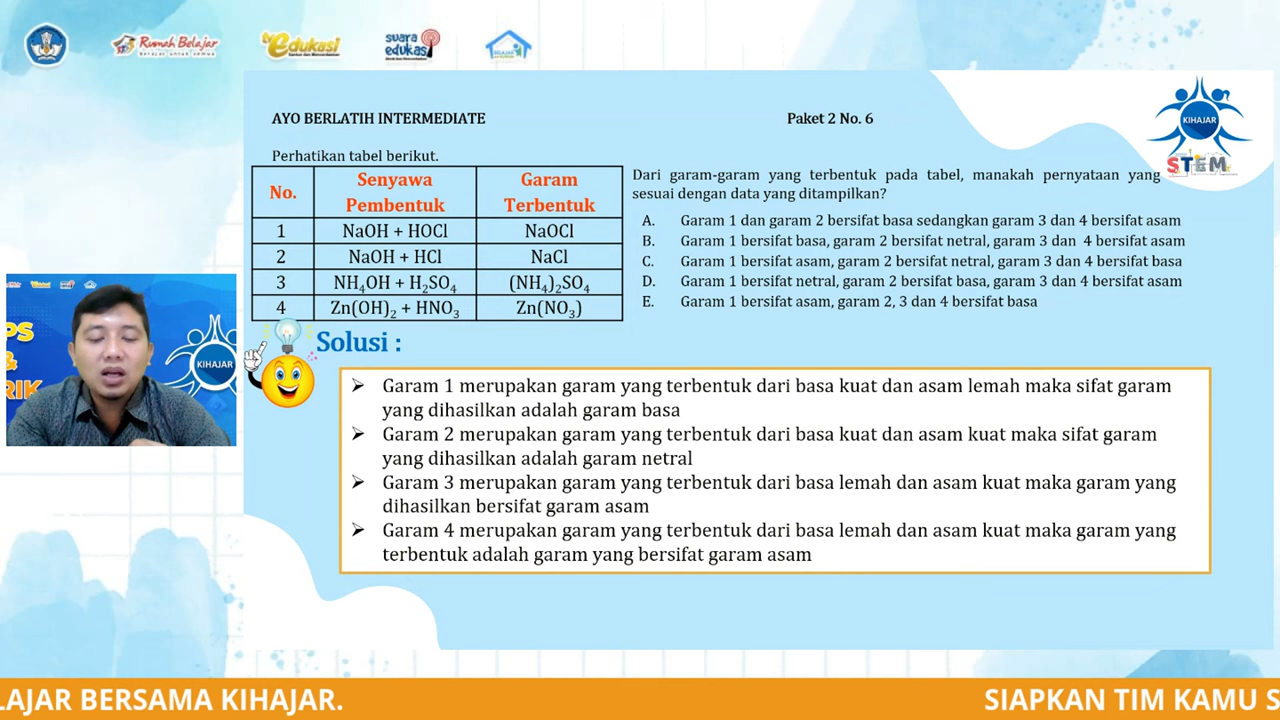 Rumah Belajar
Belajar untuk semua
tv edukasi
suara
edukasi
KIHAJAR
STEM
AYO BERLATIH INTERMEDIATE
Paket 2 No. 6
Perhatikan tabel berikut.
No. Senyawa Pembentuk Garam Terbentuk
1 NaOH + HOCl NaOCl
2 NaOH + HCl NaCl
3 NH₄OH + H₂SO₄ (NH₄)₂SO₄
4 Zn(OH)₂ + HNO₃ Zn(NO₃)
Dari garam-garam yang terbentuk pada tabel, manakah pernyataan yang
sesuai dengan data yang ditampilkan?
A. Garam 1 dan garam 2 bersifat basa sedangkan garam 3 dan 4 bersifat asam
B. Garam 1 bersifat basa, garam 2 bersifat netral, garam 3 dan 4 bersifat asam
C. Garam 1 bersifat asam, garam 2 bersifat netral, garam 3 dan 4 bersifat basa
D. Garam 1 bersifat netral, garam 2 bersifat basa, garam 3 dan 4 bersifat asam
E. Garam 1 bersifat asam, garam 2, 3 dan 4 bersifat basa
Solusi :
➢ Garam 1 merupakan garam yang terbentuk dari basa kuat dan asam lemah maka sifat garam
yang dihasilkan adalah garam basa
➢ Garam 2 merupakan garam yang terbentuk dari basa kuat dan asam kuat maka sifat garam
yang dihasilkan adalah garam netral
➢ Garam 3 merupakan garam yang terbentuk dari basa lemah dan asam kuat maka garam yang
dihasilkan bersifat garam asam
➢ Garam 4 merupakan garam yang terbentuk dari basa lemah dan asam kuat maka garam yang
terbentuk adalah garam yang bersifat garam asam
PS
&
RIK
KIHAJAR
LAJAR BERSAMA KIHAJAR.
SIAPKAN TIM KAMU S